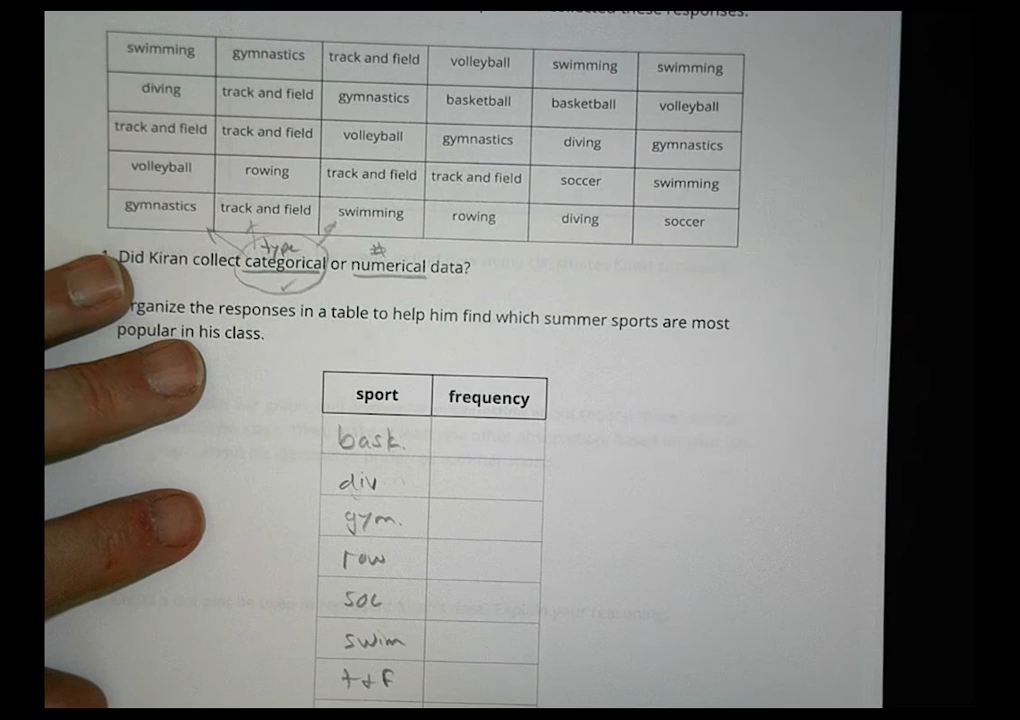 these responses.
swimming gymnastics track and field volleyball swimming swimming
diving track and field gymnastics basketball basketball volleyball
track and field track and field volleyball gymnastics diving gymnastics
volleyball rowing track and field track and field soccer swimming
gymnastics track and field swimming rowing diving soccer
type #
Did Kiran collect categorical or numerical data?
rganize the responses in a table to help him find which summer sports are most
popular in his class.
sport frequency
bask.
div
gym.
row
soc
swim
t+f